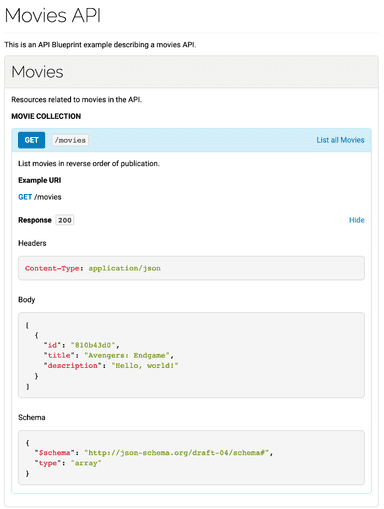 Movies API
This is an API Blueprint example describing a movies API.
Movies
Resources related to movies in the API.
MOVIE COLLECTION
GET /movies List all Movies
List movies in reverse order of publication.
Example URI
GET /movies
Response 200 Hide
Headers
Content-Type: application/json
Body
[
  {
    "id": "810b43d0",
    "title": "Avengers: Endgame",
    "description": "Hello, world!"
  }
]
Schema
{
  "$schema": "http://json-schema.org/draft-04/schema#",
  "type": "array"
}